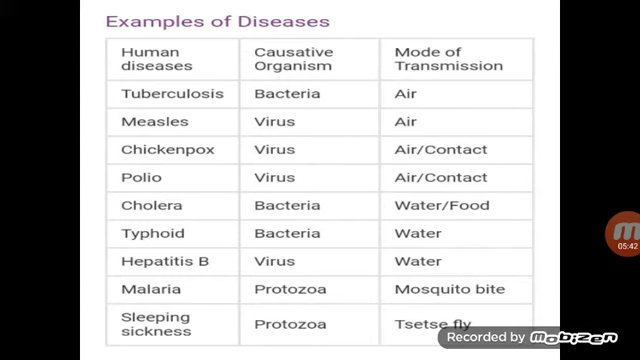 Examples of Diseases
Human diseases Causative Organism Mode of Transmission
Tuberculosis Bacteria Air
Measles Virus Air
Chickenpox Virus Air/Contact
Polio Virus Air/Contact
Cholera Bacteria Water/Food
Typhoid Bacteria Water
Hepatitis B Virus Water
Malaria Protozoa Mosquito bite
Sleeping sickness Protozoa Tsetse fly
05:42
Recorded by mobizen